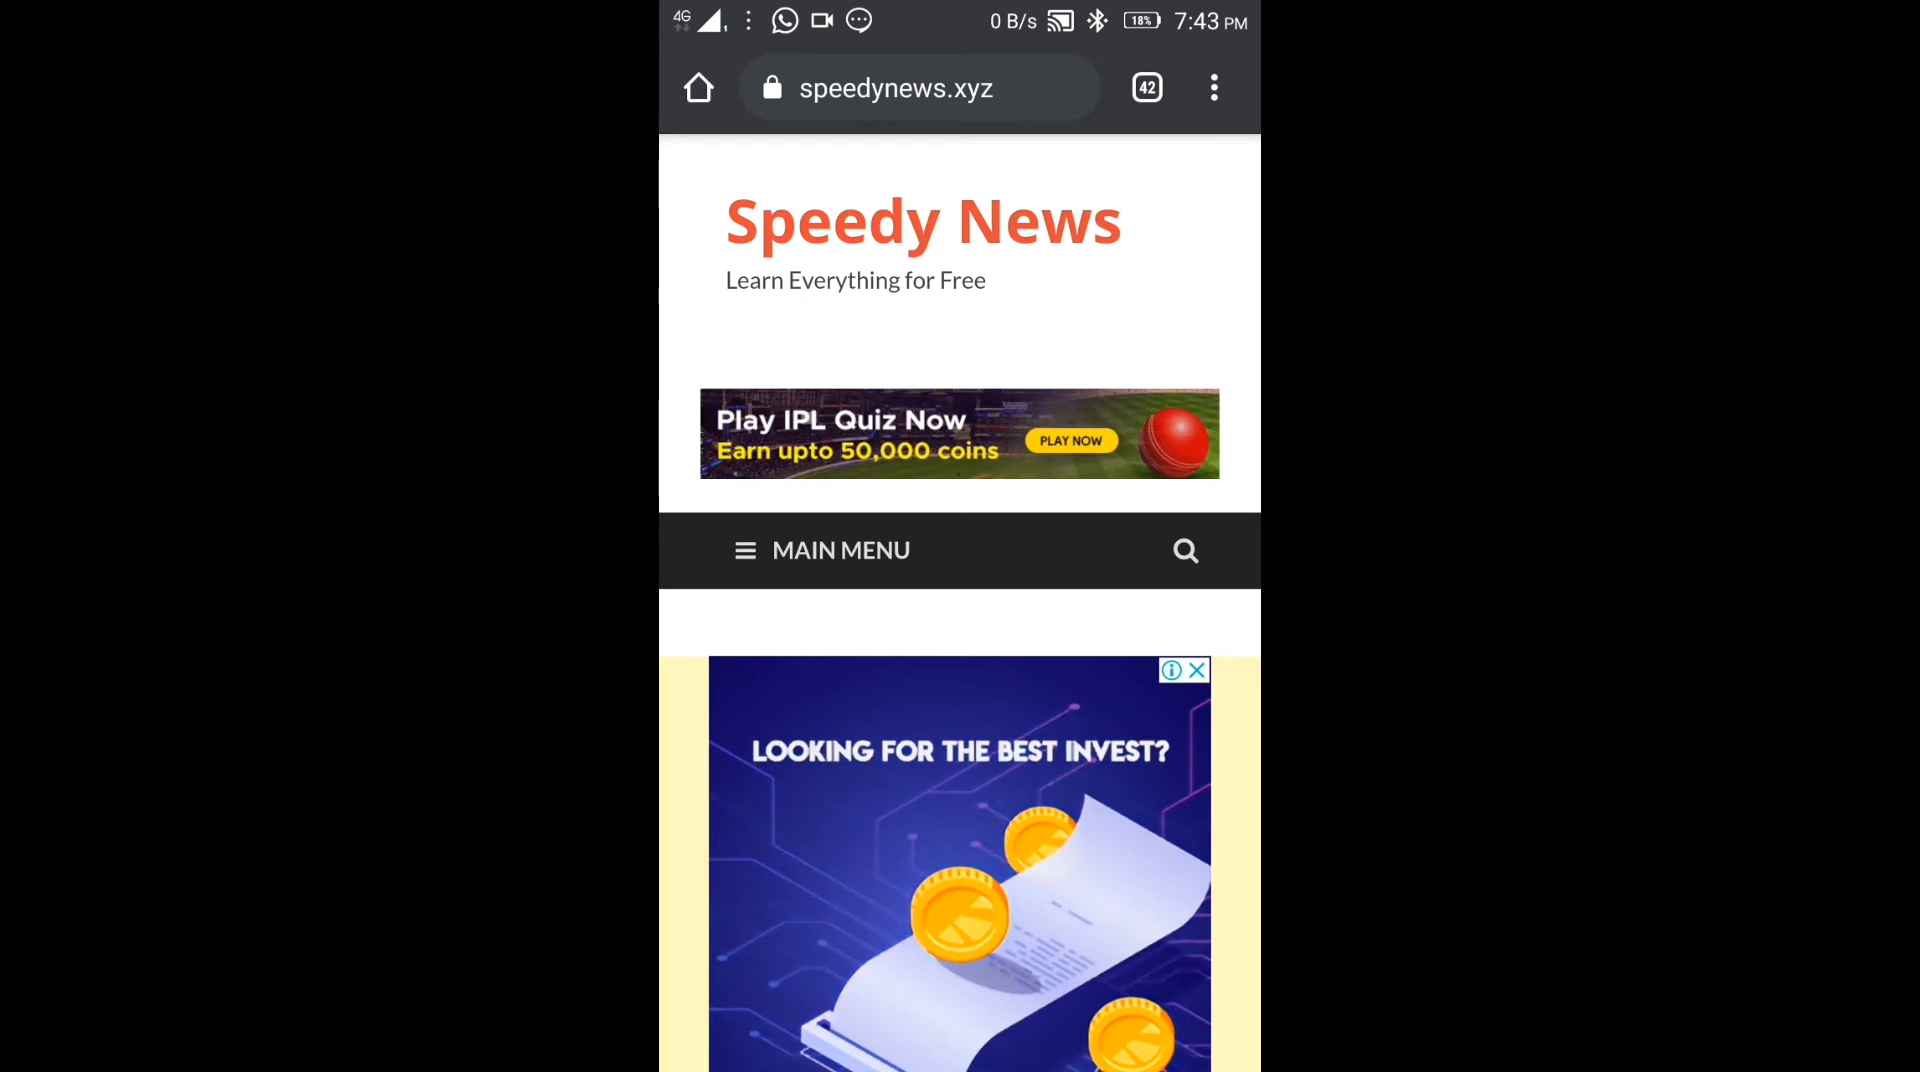 4G 1 0 B/s 18% 7:43 PM
speedynews.xyz 42
Speedy News
Learn Everything for Free
Play IPL Quiz Now
Earn upto 50,000 coins
PLAY NOW
MAIN MENU
LOOKING FOR THE BEST INVEST?